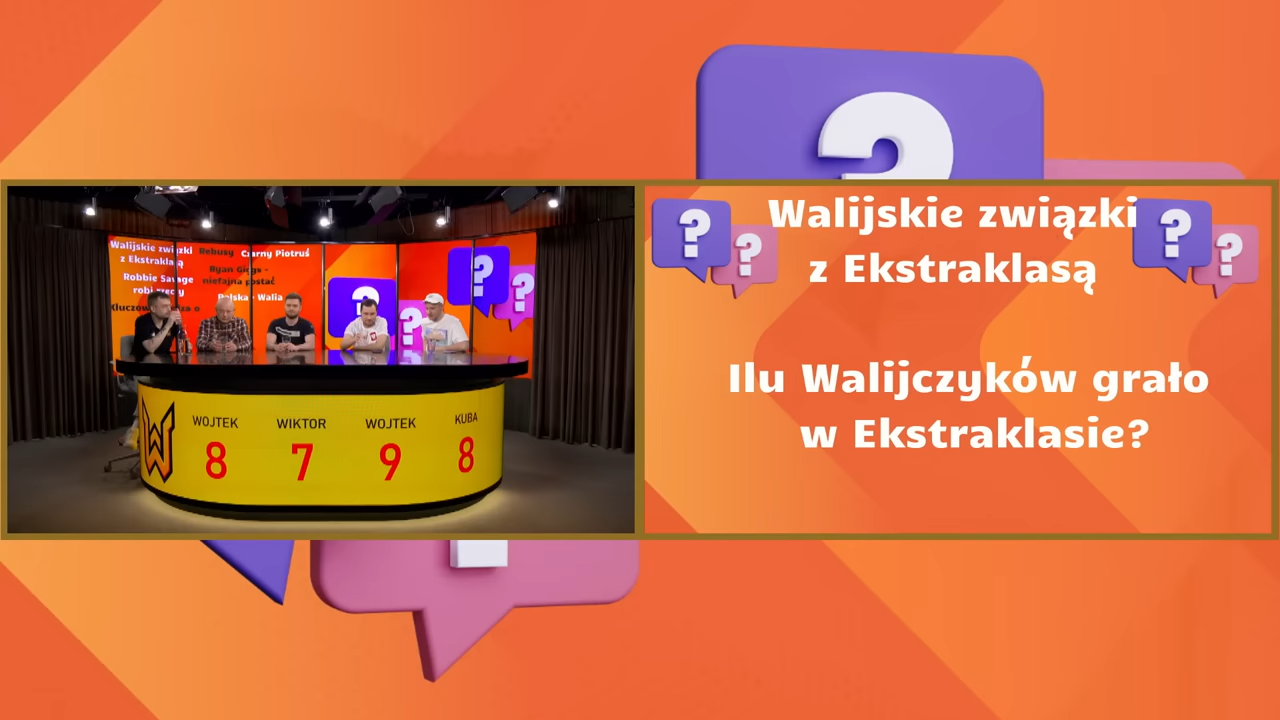 Walijskie związki
z Ekstraklasą
Robbie Savage
robi
Rebusy Czarny Piotruś
Ryan Giggs -
niefajna postać
Polska - Walia
WOJTEK
WIKTOR
WOJTEK
KUBA
8
7
9
8
Walijskie związki
z Ekstraklasą
Ilu Walijczyków grało
w Ekstraklasie?